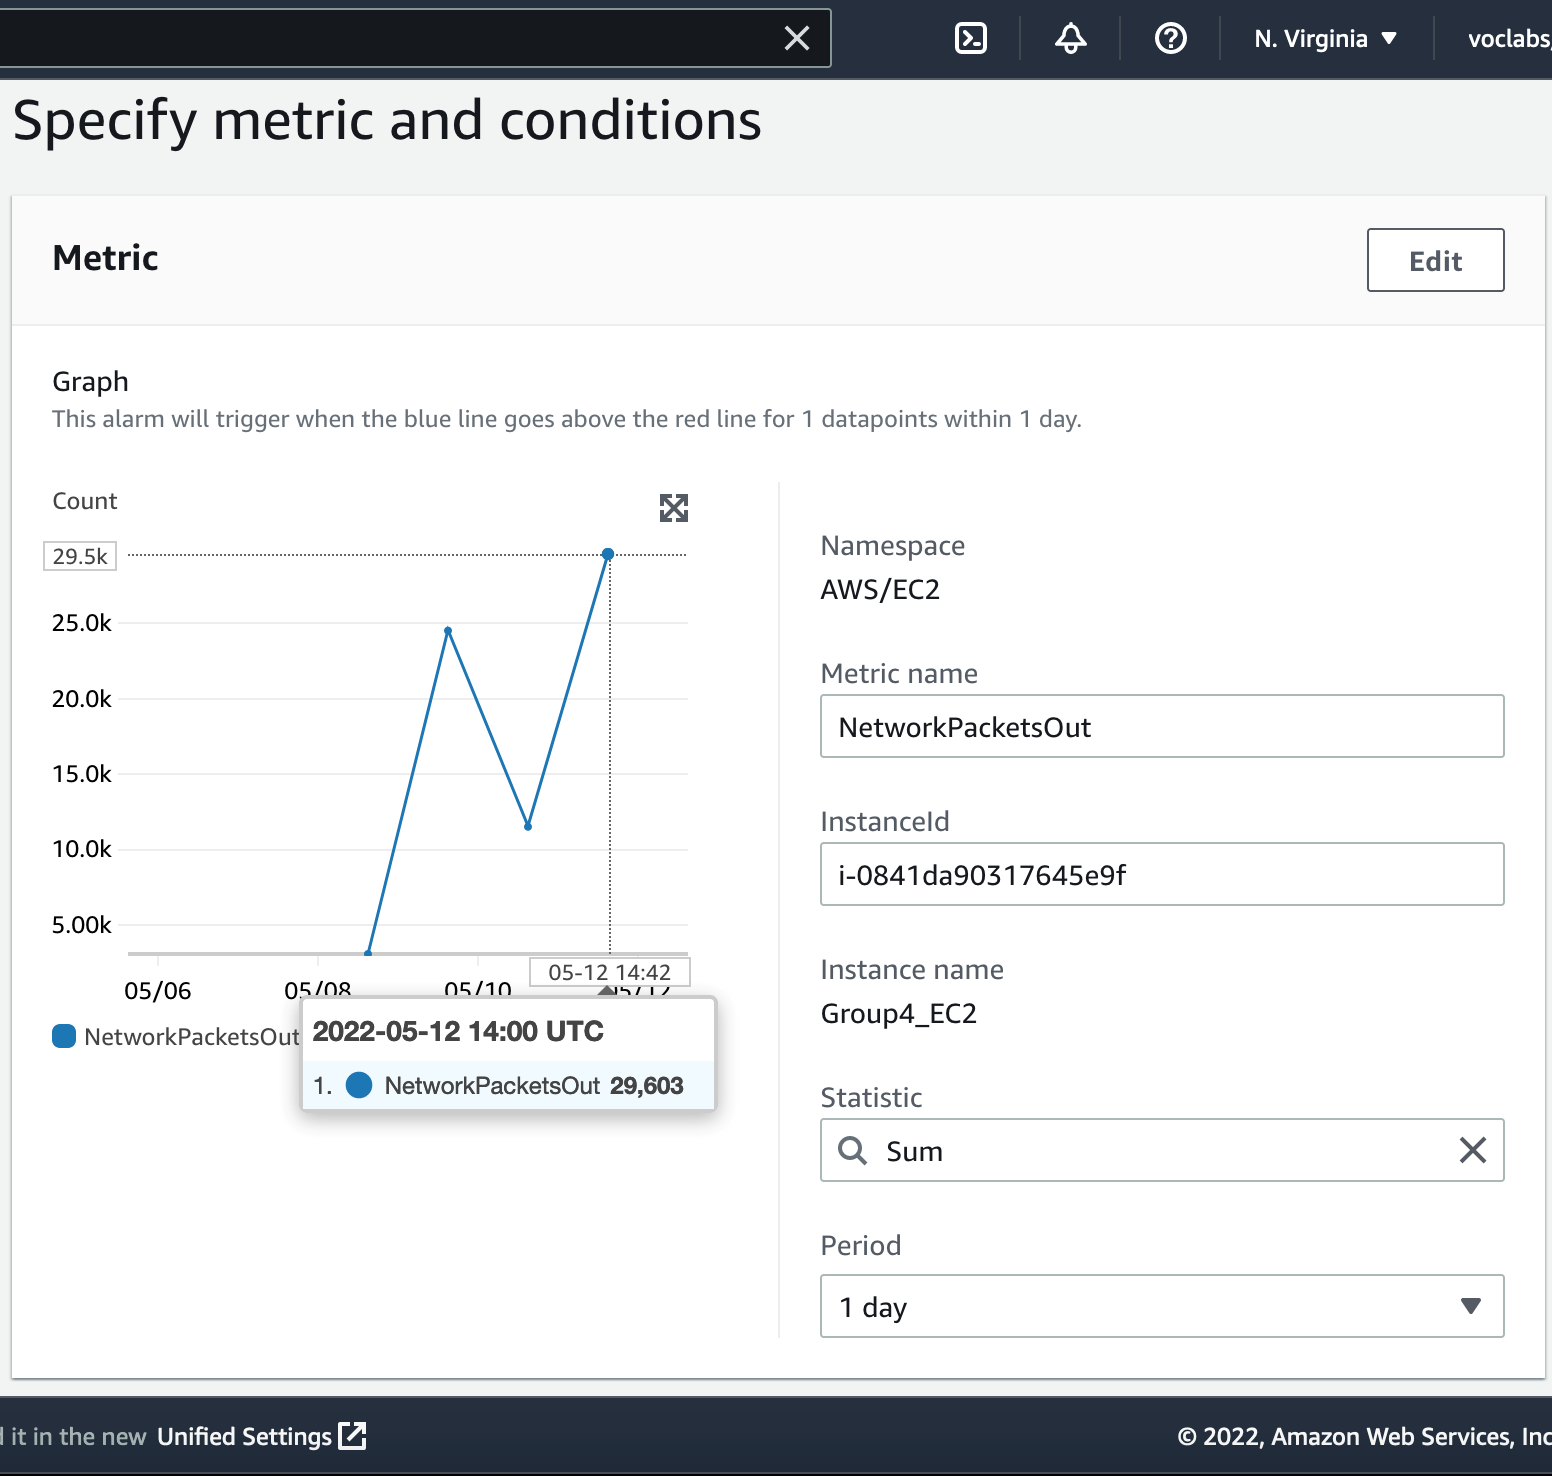 N. Virginia
voclabs/
Specify metric and conditions
Metric
Edit
Graph
This alarm will trigger when the blue line goes above the red line for 1 datapoints within 1 day.
Count
29.5k
25.0k
20.0k
15.0k
10.0k
5.00k
05-12 14:42
05/06
05/08
05/10
05/12
NetworkPacketsOut
2022-05-12 14:00 UTC
1. NetworkPacketsOut 29,603
Namespace
AWS/EC2
Metric name
NetworkPacketsOut
InstanceId
i-0841da90317645e9f
Instance name
Group4_EC2
Statistic
Sum
Period
1 day
it in the new Unified Settings
© 2022, Amazon Web Services, Inc